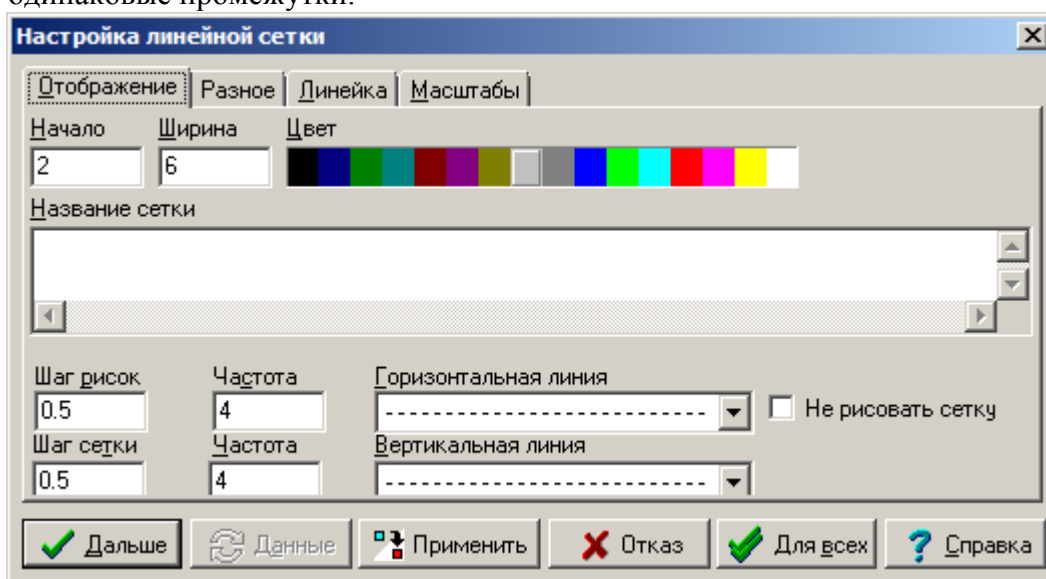 одинаковые промежутки.
Настройка линейной сетки
Отображение Разное Линейка Масштабы
Начало Ширина Цвет
2 6
Название сетки
Шаг рисок Частота Горизонтальная линия
0.5 4 Не рисовать сетку
Шаг сетки Частота Вертикальная линия
0.5 4
Дальше Данные Применить Отказ Для всех Справка